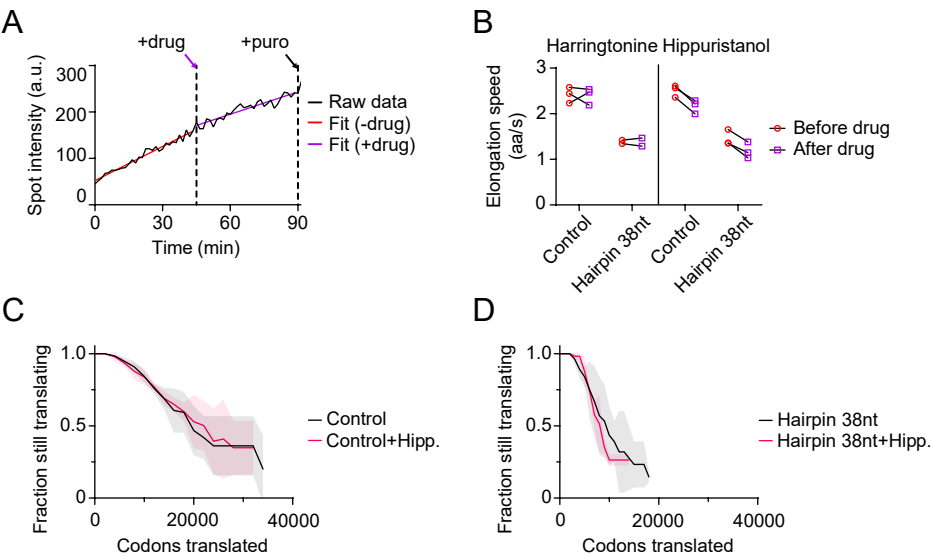 A
+drug
+puro
Spot intensity (a.u.)
300
200
100
0
0
30
60
90
Time (min)
Raw data
Fit (-drug)
Fit (+drug)
B
Harringtonine Hippuristanol
Elongation speed
(aa/s)
3
2
1
0
Control
Hairpin 38nt
Control
Hairpin 38nt
Before drug
After drug
C
Fraction still translating
1.0
0.5
0
0
20000
40000
Codons translated
Control
Control+Hipp.
D
Fraction still translating
1.0
0.5
0
0
20000
40000
Codons translated
Hairpin 38nt
Hairpin 38nt+Hipp.